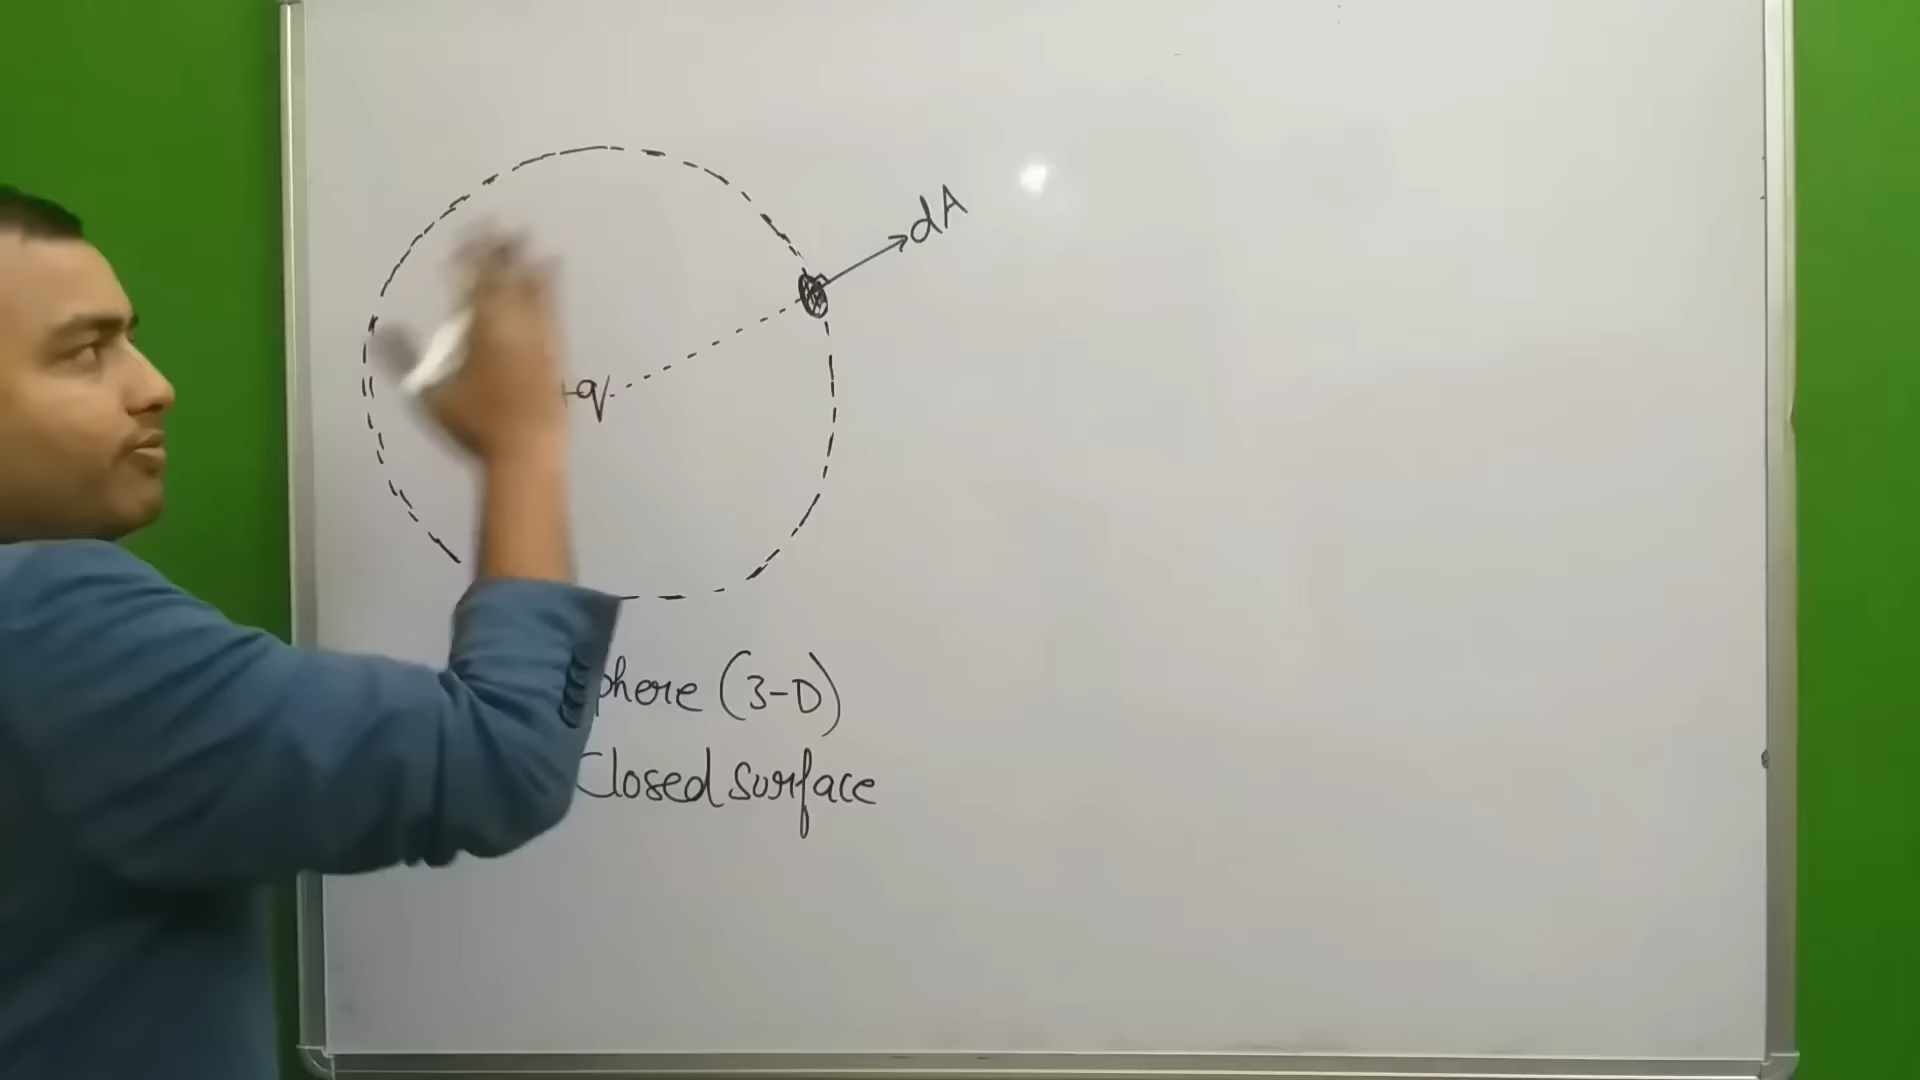 dA
+q
phere (3-D)
Closed surface